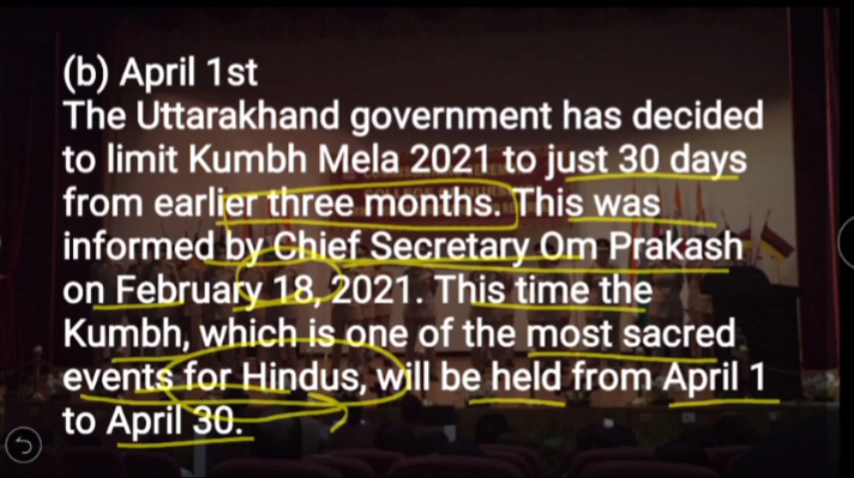 (b) April 1st
The Uttarakhand government has decided
to limit Kumbh Mela 2021 to just 30 days
from earlier three months. This was
informed by Chief Secretary Om Prakash
on February 18, 2021. This time the
Kumbh, which is one of the most sacred
events for Hindus, will be held from April 1
to April 30.